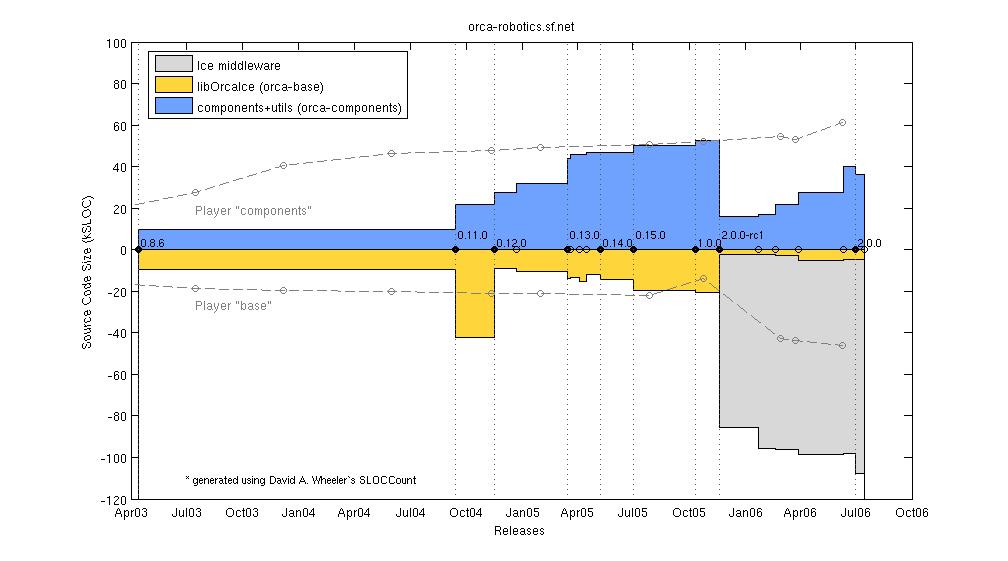 orca-robotics.sf.net
100
80
60
40
20
0
-20
-40
-60
-80
-100
-120
Source Code Size (kSLOC)
Ice middleware
libOrcaIce (orca-base)
components+utils (orca-components)
Player "components"
0.8.6
0.11.0
0.12.0
0.13.0
0.14.0
0.15.0
1.0.0
2.0.0-rc1
2.0.0
Player "base"
* generated using David A. Wheeler`s SLOCCount
Apr03 Jul03 Oct03 Jan04 Apr04 Jul04 Oct04 Jan05 Apr05 Jul05 Oct05 Jan06 Apr06 Jul06 Oct06
Releases